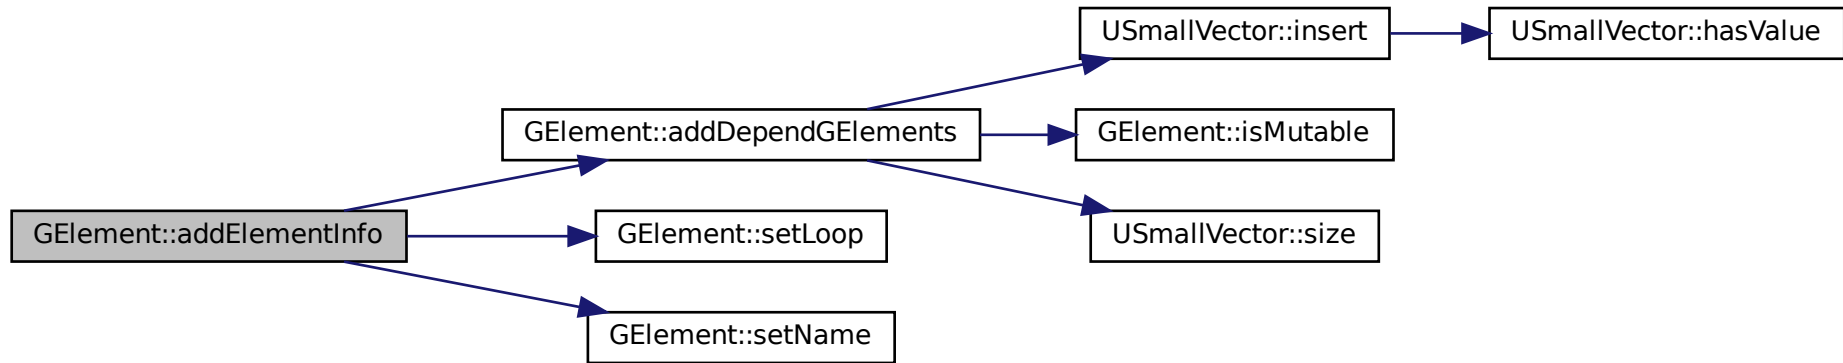 USmallVector::insert
USmallVector::hasValue
GElement::addDependGElements
GElement::isMutable
GElement::addElementInfo
GElement::setLoop
USmallVector::size
GElement::setName